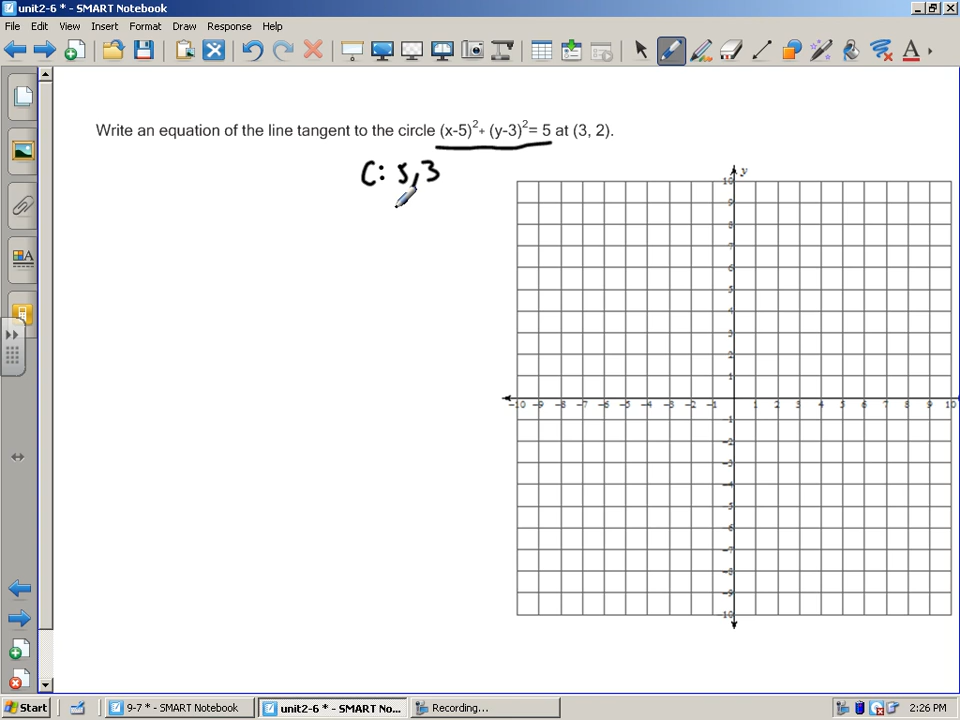 unit2-6 * - SMART Notebook
File Edit View Insert Format Draw Response Help
Write an equation of the line tangent to the circle (x-5)²+ (y-3)²= 5 at (3, 2).
C: 5,3
y
10
9
8
7
6
5
4
3
2
1
-10 -9 -8 -7 -6 -5 -4 -3 -2 -1 1 2 3 4 5 6 7 8 9 10
-1
-2
-3
-4
-5
-6
-7
-8
-9
-10
Start 9-7 * - SMART Notebook unit2-6 * - SMART No... Recording... 2:26 PM